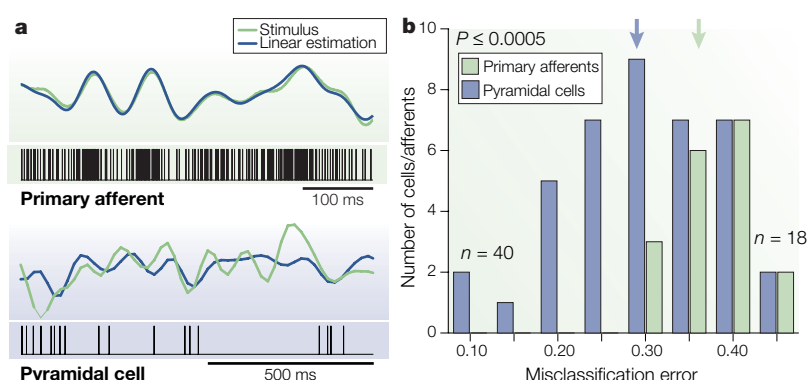 a
Stimulus
Linear estimation
Primary afferent
100 ms
Pyramidal cell
500 ms
b
10
8
6
4
2
0
Number of cells/afferents
P ≤ 0.0005
Primary afferents
Pyramidal cells
n = 40
n = 18
0.10 0.20 0.30 0.40
Misclassification error